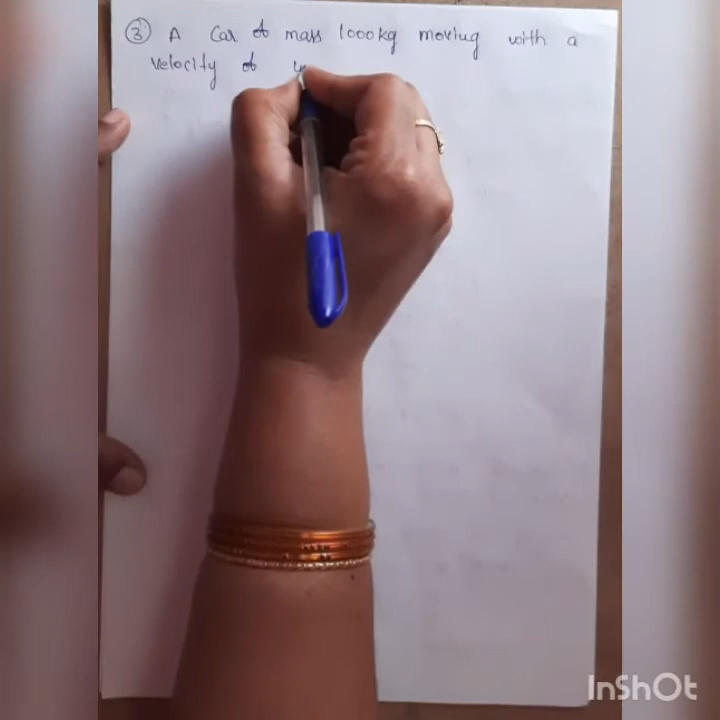 ③ A car of mass 1000kg moving with a
velocity of
InShOt